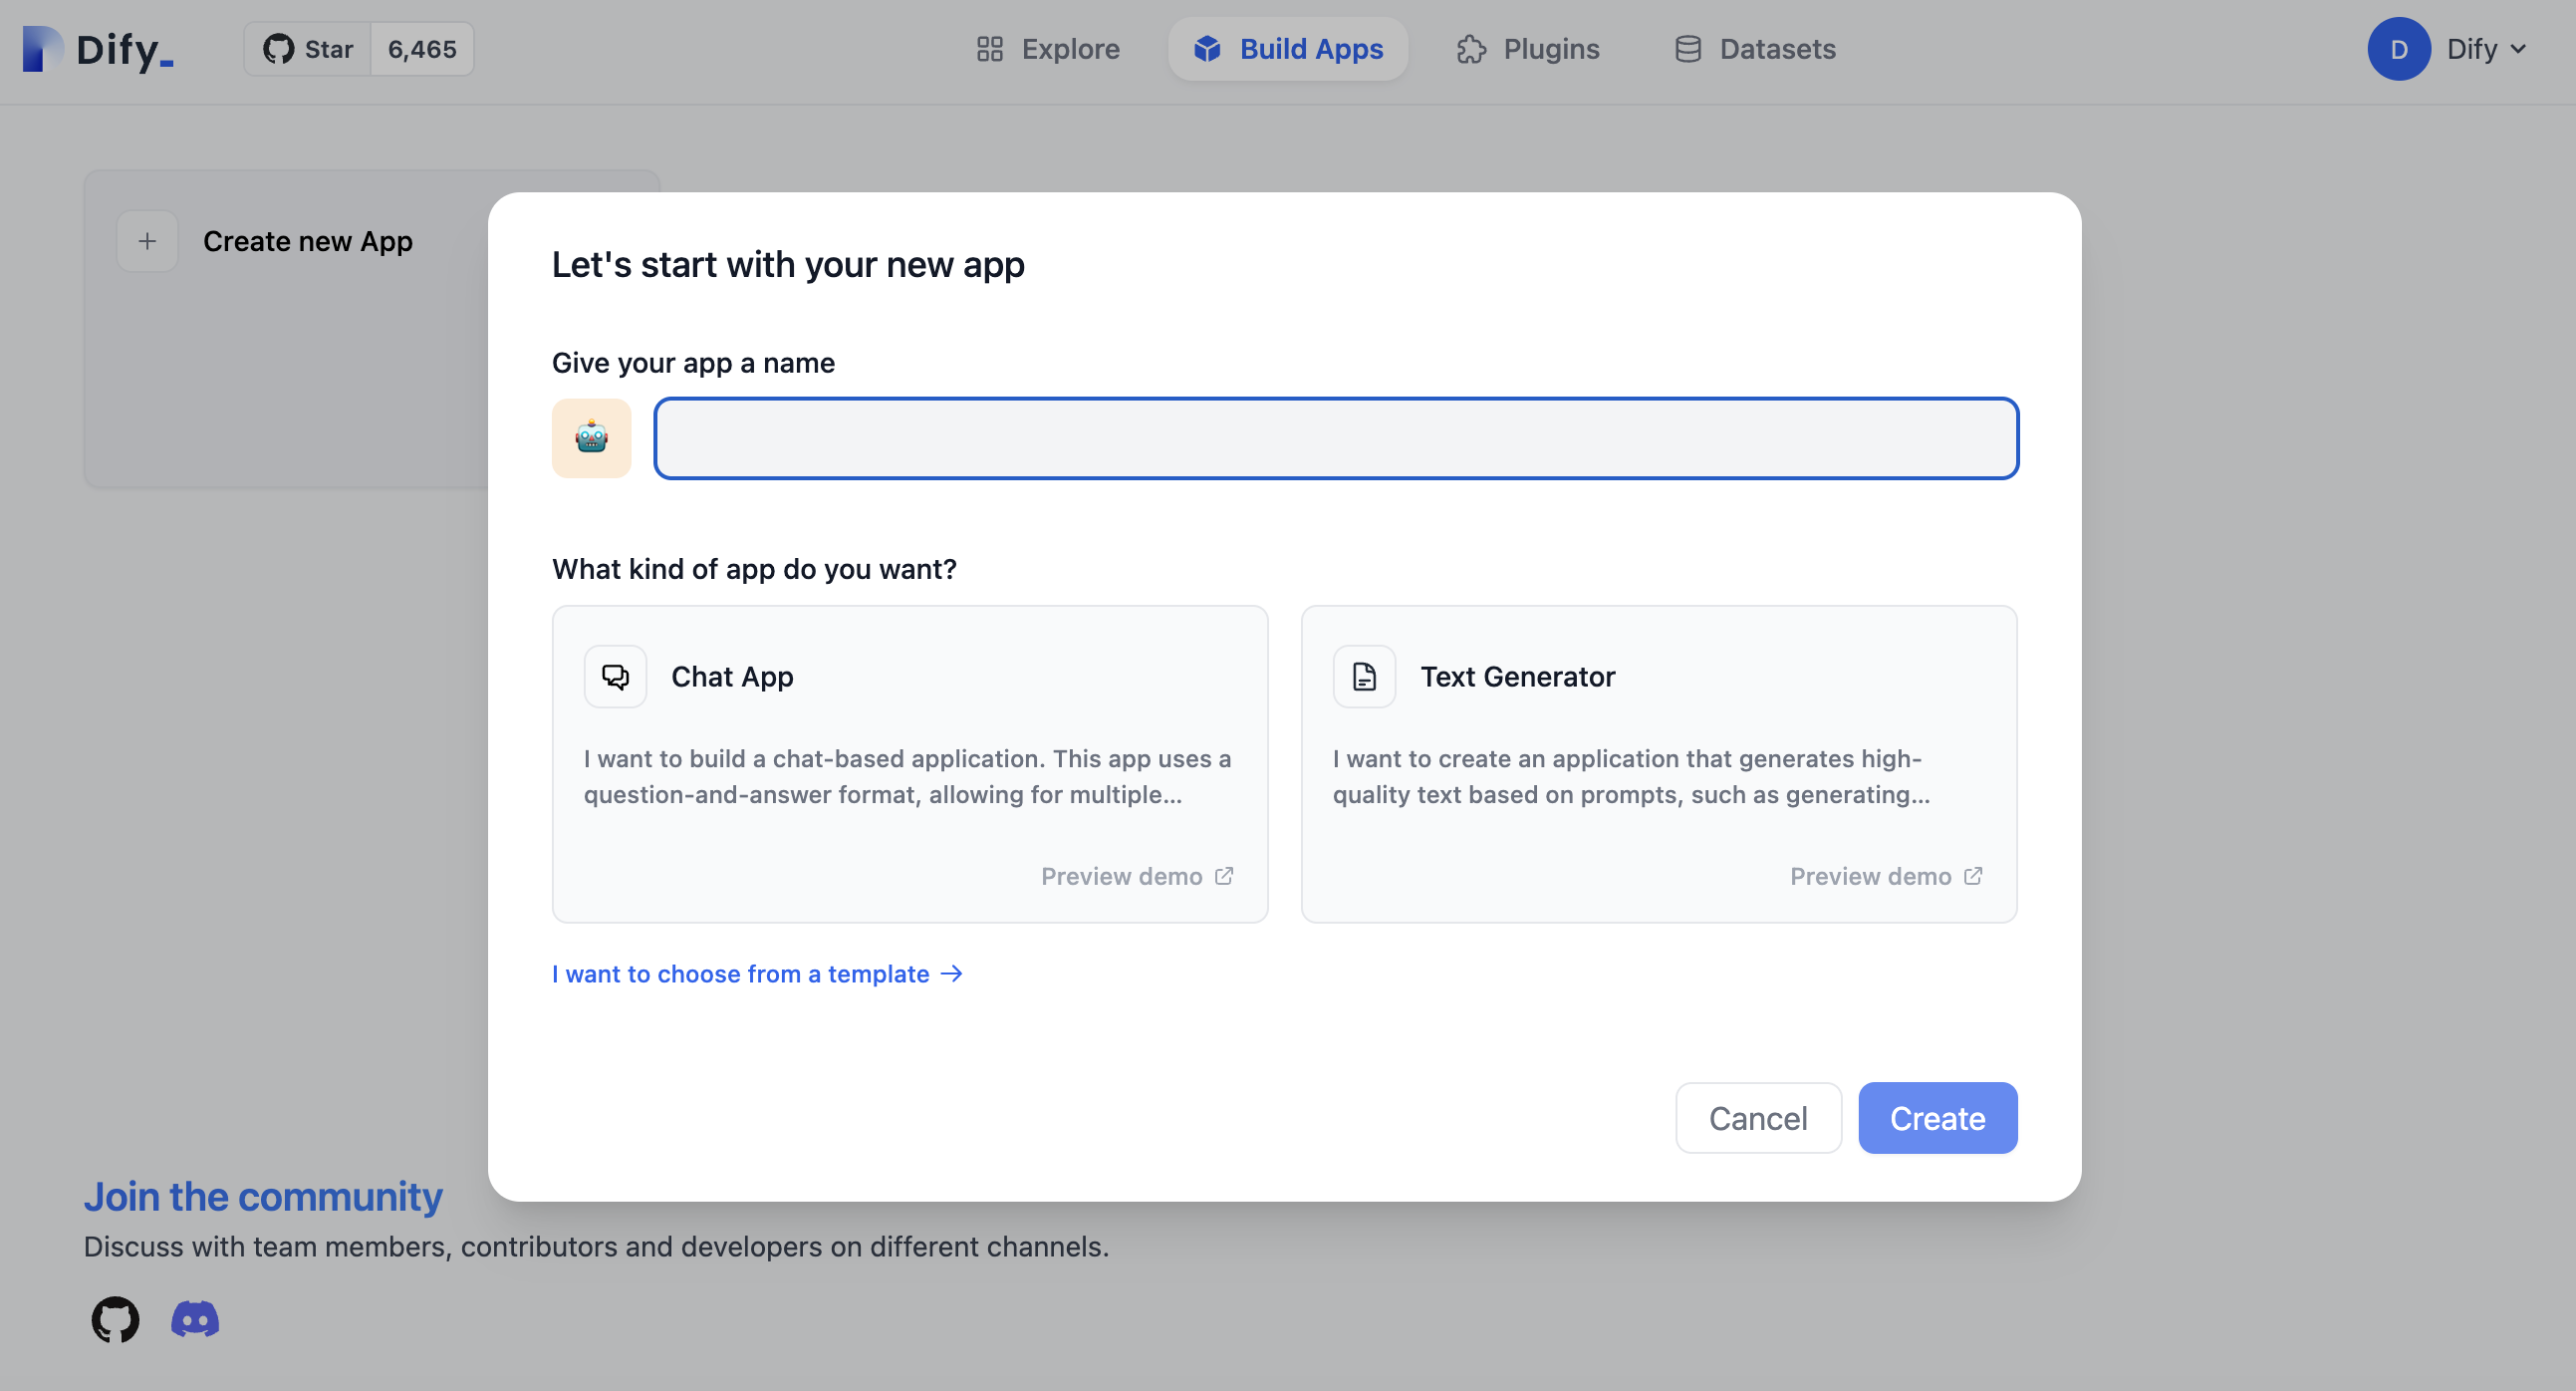 Dify_
Star 6,465
Explore
Build Apps
Plugins
Datasets
D Dify
Create new App
Let's start with your new app
Give your app a name
What kind of app do you want?
Chat App
I want to build a chat-based application. This app uses a
question-and-answer format, allowing for multiple...
Preview demo
Text Generator
I want to create an application that generates high-
quality text based on prompts, such as generating...
Preview demo
I want to choose from a template →
Cancel
Create
Join the community
Discuss with team members, contributors and developers on different channels.